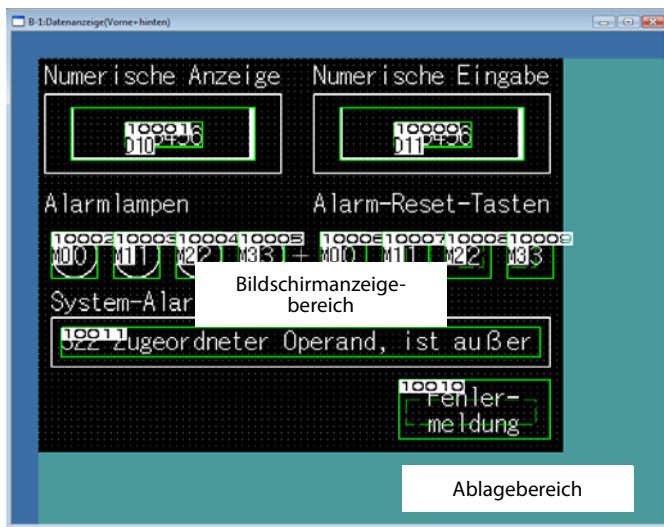 B-1:Datenanzeige(Vorne+hinten)
Numerische Anzeige Numerische Eingabe
D10
D11
Alarmlampen Alarm-Reset-Tasten
10002 10003 10004 10005 10006 10007 10008 10009
M00 M11 M22 M33 M00 M11 M22 M33
Bildschirmanzeige-
bereich
System-Alar
10011
Zugeordneter Operand, ist außer
10010
Fehler-
meldung
Ablagebereich